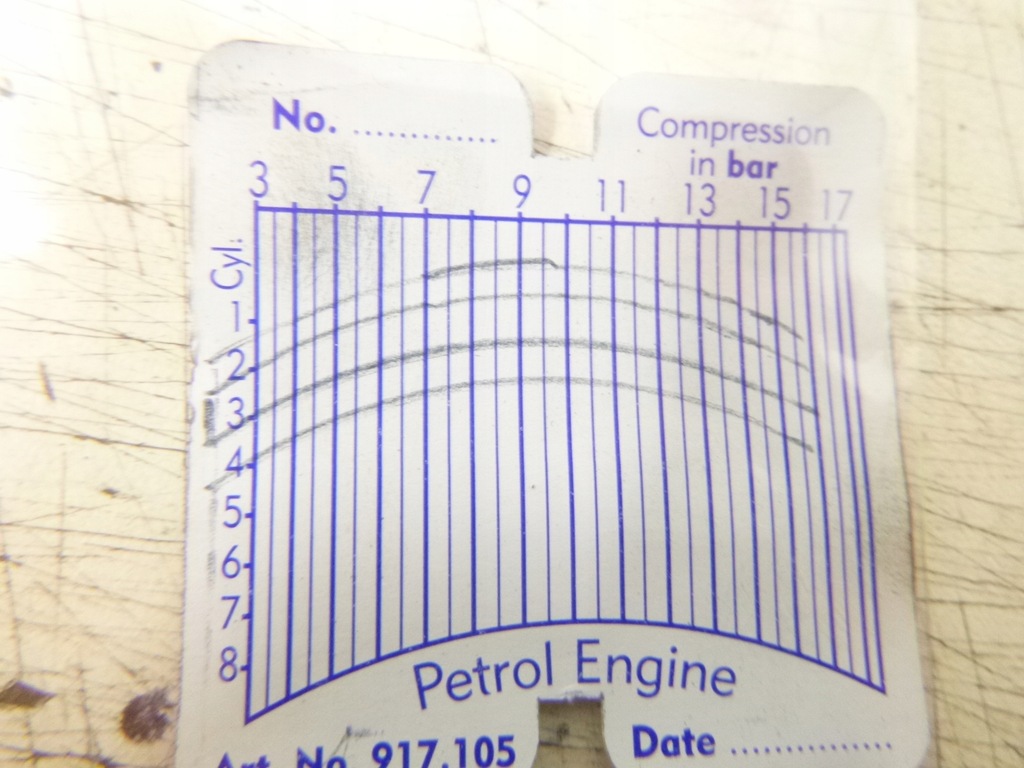 No. .............
Compression
in bar
3 5 7 9 11 13 15 17
Cyl.
1
2
3
4
5
6
7
8
Petrol Engine
Art. No. 917.105
Date ..............